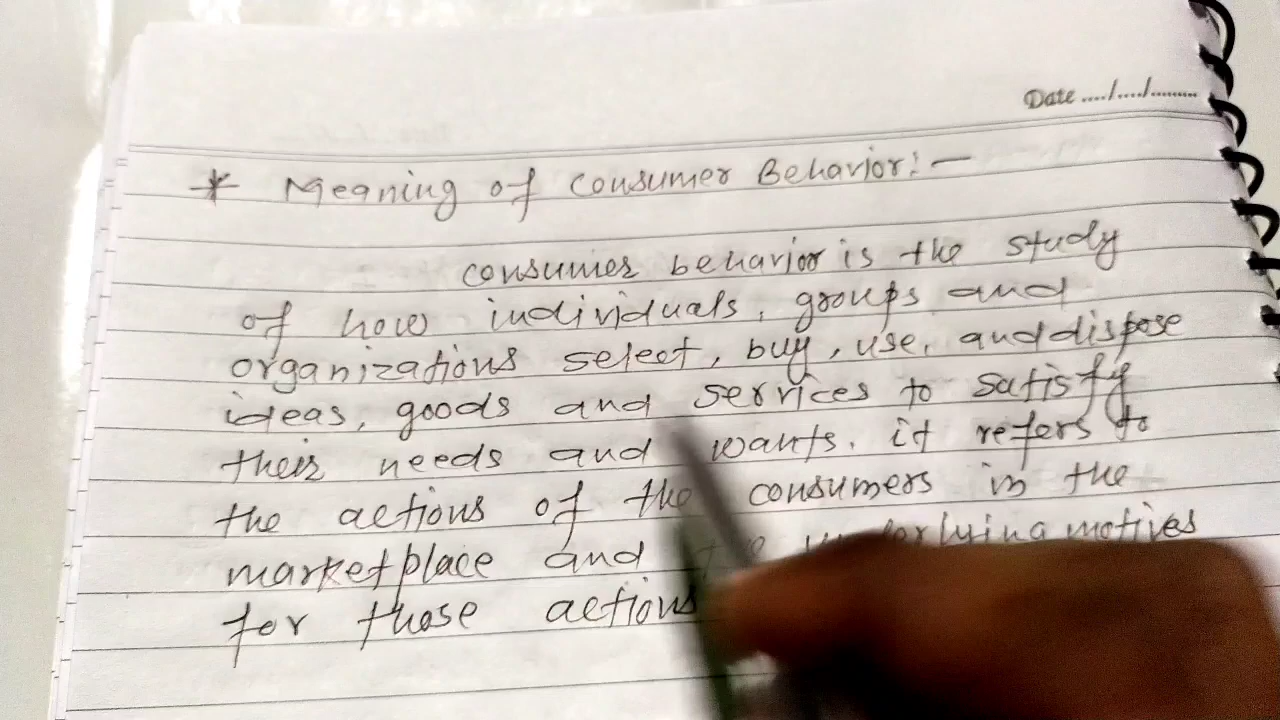 Date ..../..../.........
* Meaning of consumer Behavior:-
consumer behavior is the study
of how individuals, groups and
organizations select, buy, use, and dispose
ideas, goods and services to satisfy
their needs and wants. it refers to
the actions of the consumers in the
marketplace and underlying motives
for those actions